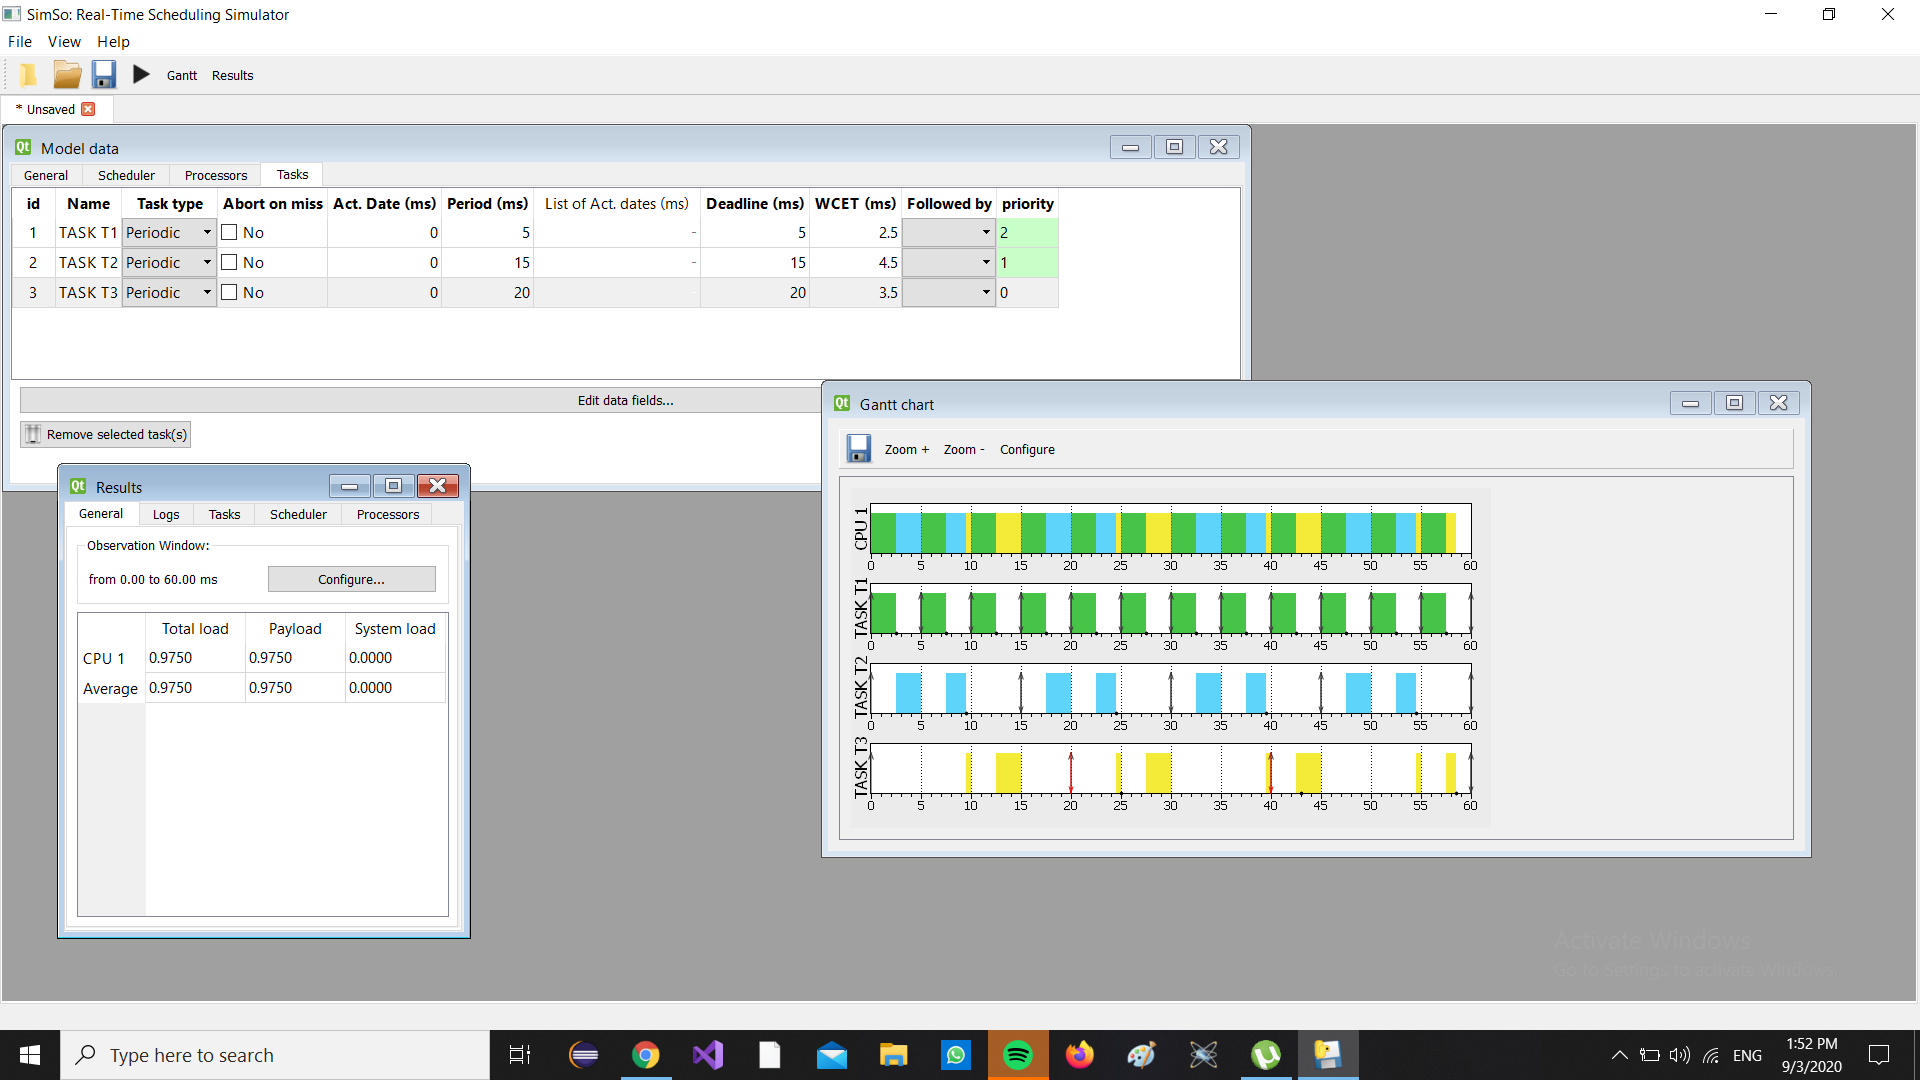 SimSo: Real-Time Scheduling Simulator
File View Help
Gantt Results
* Unsaved
Qt Model data
General Scheduler Processors Tasks
id Name Task type Abort on miss Act. Date (ms) Period (ms) List of Act. dates (ms) Deadline (ms) WCET (ms) Followed by priority
1 TASK T1 Periodic No 0 5 - 5 2.5 2
2 TASK T2 Periodic No 0 15 - 15 4.5 1
3 TASK T3 Periodic No 0 20 - 20 3.5 0
Edit data fields...
Remove selected task(s)
Qt Gantt chart
Zoom + Zoom - Configure
CPU 1
0 5 10 15 20 25 30 35 40 45 50 55 60
TASK T1
0 5 10 15 20 25 30 35 40 45 50 55 60
TASK T2
0 5 10 15 20 25 30 35 40 45 50 55 60
TASK T3
0 5 10 15 20 25 30 35 40 45 50 55 60
Qt Results
General Logs Tasks Scheduler Processors
Observation Window:
from 0.00 to 60.00 ms Configure...
Total load Payload System load
CPU 1 0.9750 0.9750 0.0000
Average 0.9750 0.9750 0.0000
Activate Windows
Go to Settings to activate Windows.
Type here to search
ENG
1:52 PM
9/3/2020